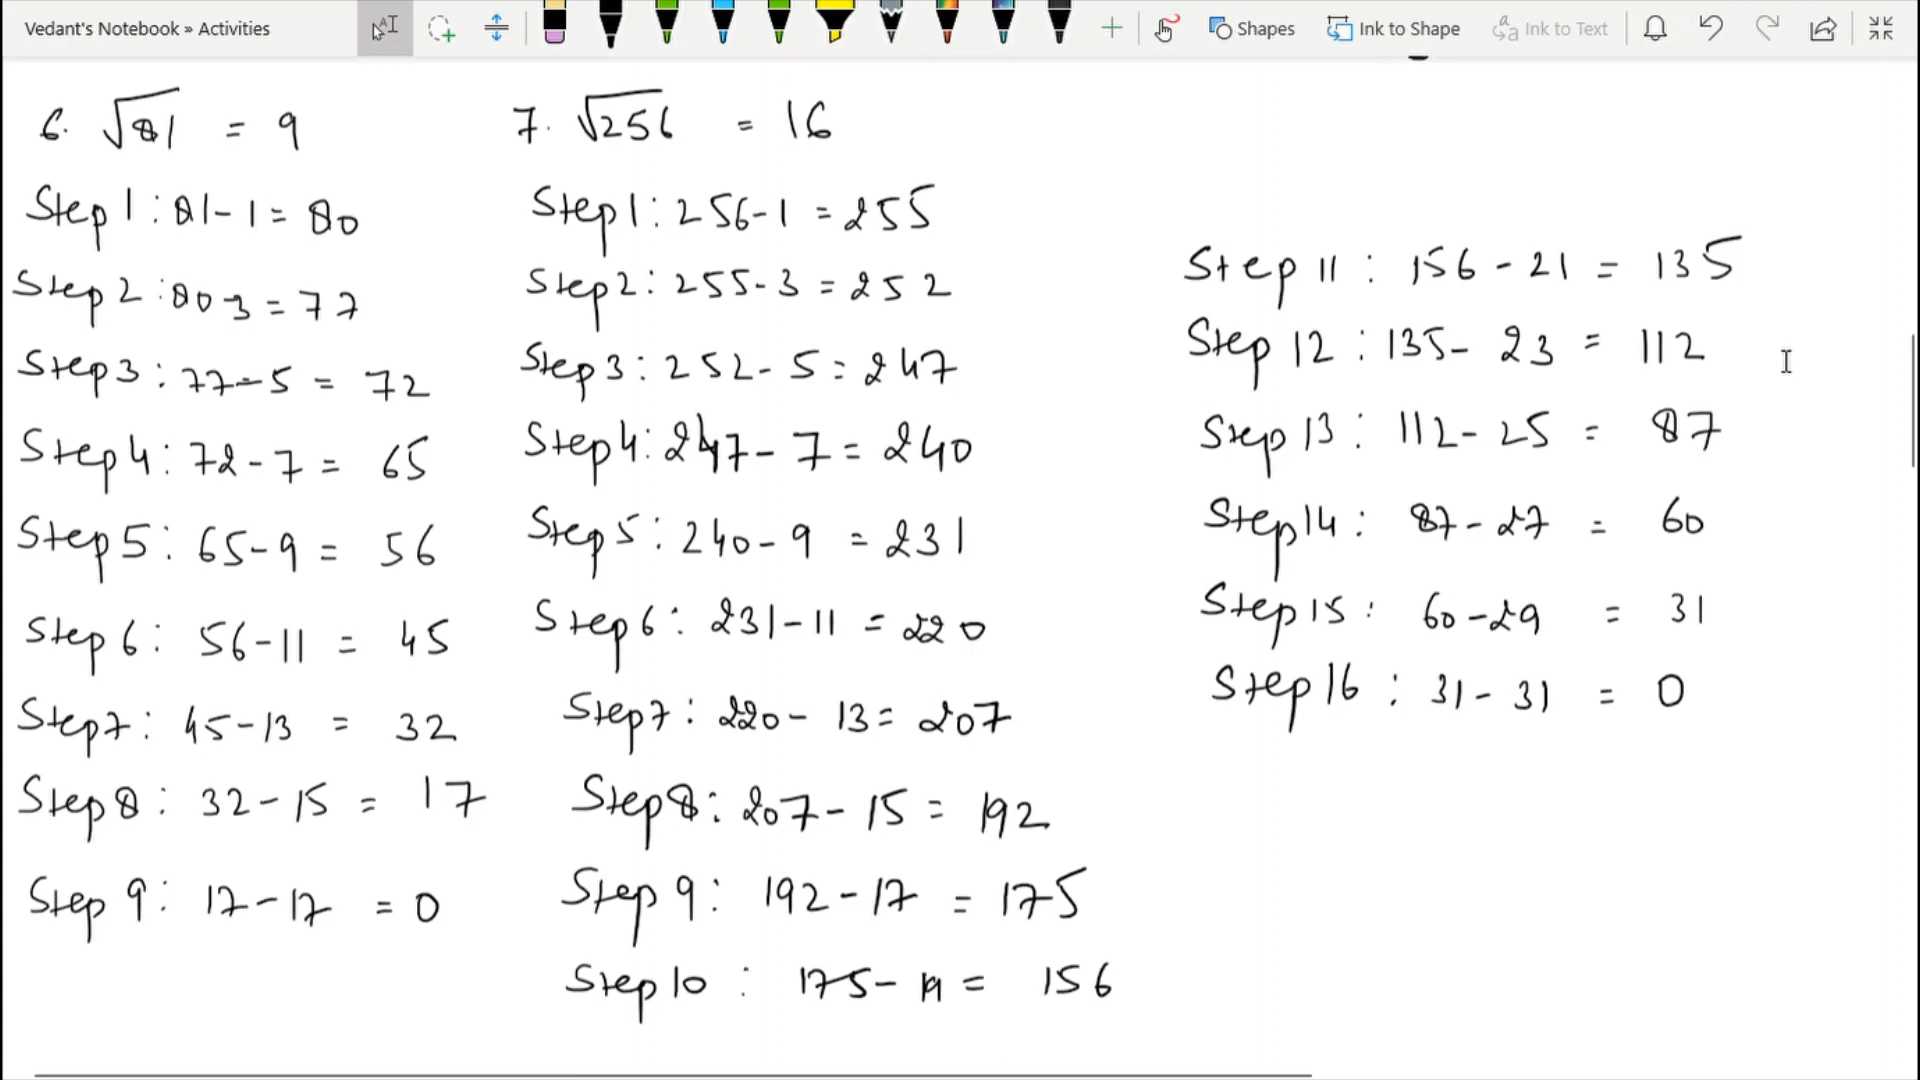 Vedant's Notebook » Activities
Shapes
Ink to Shape
Ink to Text
6. √81 = 9
Step 1 : 81 - 1 = 80
Step 2 : 80 3 = 77
Step 3 : 77 - 5 = 72
Step 4 : 72 - 7 = 65
Step 5 : 65 - 9 = 56
Step 6 : 56 - 11 = 45
Step 7 : 45 - 13 = 32
Step 8 : 32 - 15 = 17
Step 9 : 17 - 17 = 0
7. √256 = 16
Step 1 : 256 - 1 = 255
Step 2 : 255 - 3 = 252
Step 3 : 252 - 5 = 247
Step 4 : 247 - 7 = 240
Step 5 : 240 - 9 = 231
Step 6 : 231 - 11 = 220
Step 7 : 220 - 13 = 207
Step 8 : 207 - 15 = 192
Step 9 : 192 - 17 = 175
Step 10 : 175 - 19 = 156
Step 11 : 156 - 21 = 135
Step 12 : 135 - 23 = 112
Step 13 : 112 - 25 = 87
Step 14 : 87 - 27 = 60
Step 15 : 60 - 29 = 31
Step 16 : 31 - 31 = 0